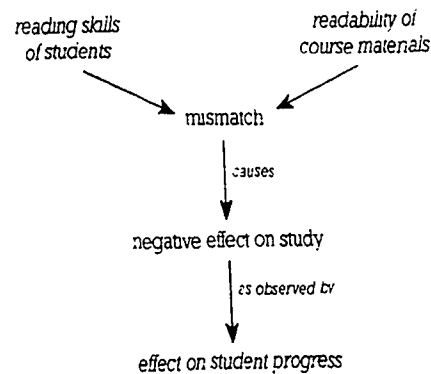 reading skills
of students
readability of
course materials
mismatch
causes
negative effect on study
as observed by
effect on student progress